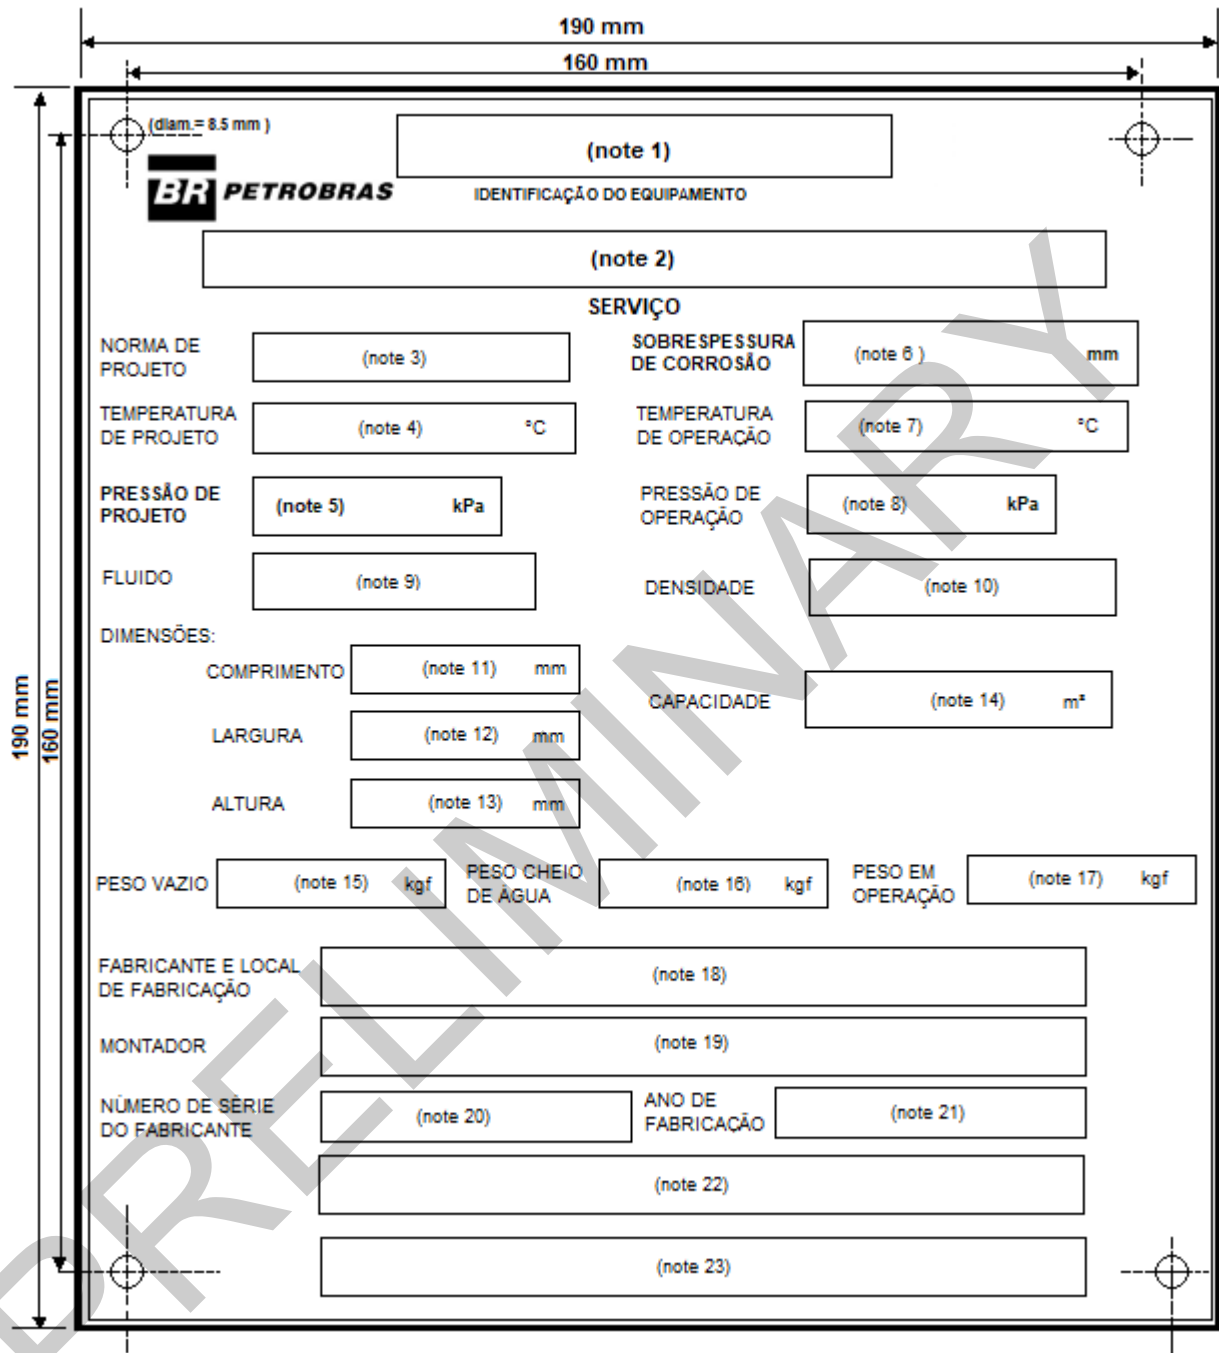 190 mm
160 mm
(diam.= 8.5 mm )
(note 1)
BR PETROBRAS
IDENTIFICAÇÃO DO EQUIPAMENTO
(note 2)
SERVIÇO
NORMA DE
PROJETO
(note 3)
SOBRESPESSURA
DE CORROSÃO
(note 6 )
mm
TEMPERATURA
DE PROJETO
(note 4)
°C
TEMPERATURA
DE OPERAÇÃO
(note 7)
°C
PRESSÃO DE
PROJETO
(note 5)
kPa
PRESSÃO DE
OPERAÇÃO
(note 8)
kPa
FLUIDO
(note 9)
DENSIDADE
(note 10)
DIMENSÕES:
COMPRIMENTO
(note 11)
mm
CAPACIDADE
(note 14)
m³
LARGURA
(note 12)
mm
ALTURA
(note 13)
mm
190 mm
160 mm
PESO VAZIO
(note 15)
kgf
PESO CHEIO
DE ÁGUA
(note 16)
kgf
PESO EM
OPERAÇÃO
(note 17)
kgf
FABRICANTE E LOCAL
DE FABRICAÇÃO
(note 18)
MONTADOR
(note 19)
NÚMERO DE SÉRIE
DO FABRICANTE
(note 20)
ANO DE
FABRICAÇÃO
(note 21)
(note 22)
(note 23)
PRELIMINARY